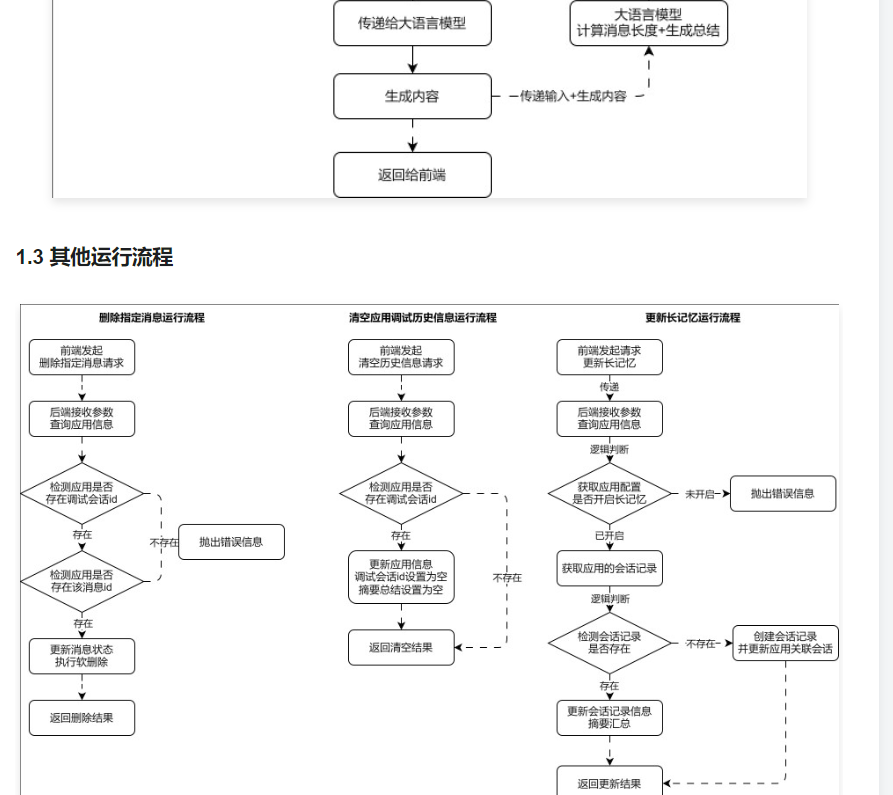 传递给大语言模型
大语言模型
计算消息长度+生成总结
生成内容
传递输入+生成内容
返回给前端
1.3 其他运行流程
删除指定消息运行流程
前端发起
删除指定消息请求
后端接收参数
查询应用信息
检测应用是否
存在调试会话id
存在
不存在
抛出错误信息
检测应用是否
存在该消息id
存在
更新消息状态
执行软删除
返回删除结果
清空应用调试历史信息运行流程
前端发起
清空历史信息请求
后端接收参数
查询应用信息
检测应用是否
存在调试会话id
存在
不存在
更新应用信息
调试会话id设置为空
摘要总结设置为空
返回清空结果
更新长记忆运行流程
前端发起请求
更新长记忆
传递
后端接收参数
查询应用信息
逻辑判断
获取应用配置
是否开启长记忆
未开启
抛出错误信息
已开启
获取应用的会话记录
逻辑判断
检测会话记录
是否存在
不存在
创建会话记录
并更新应用关联会话
存在
更新会话记录信息
摘要汇总
返回更新结果